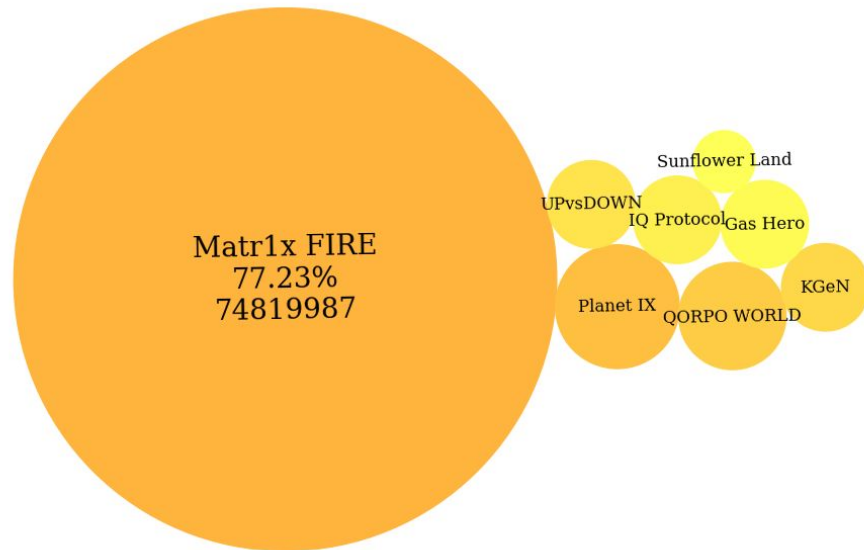 Matr1x FIRE
77.23%
74819987
Sunflower Land
UPvsDOWN
IQ Protocol
Gas Hero
Planet IX
QORPO WORLD
KGeN